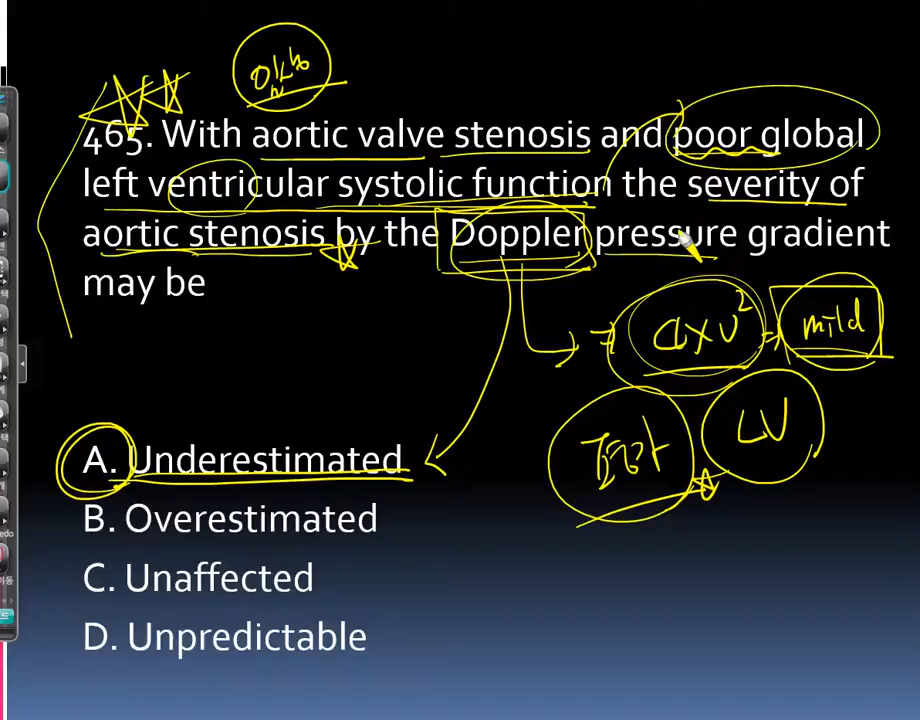 465. With aortic valve stenosis and poor global
left ventricular systolic function the severity of
aortic stenosis by the Doppler pressure gradient
may be
mild
LV
A. Underestimated
B. Overestimated
C. Unaffected
D. Unpredictable